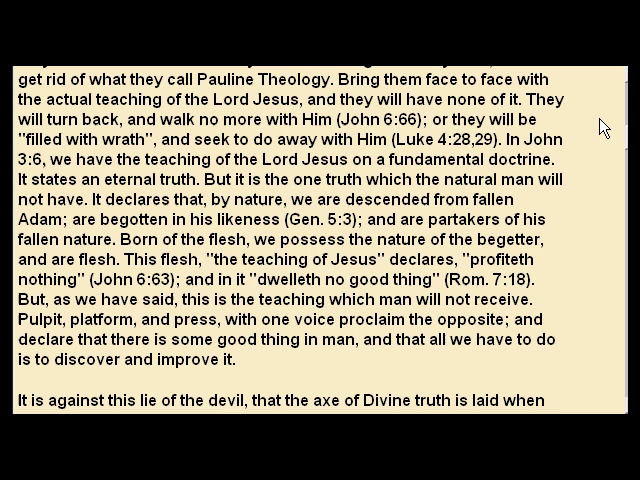 get rid of what they call Pauline Theology. Bring them face to face with
the actual teaching of the Lord Jesus, and they will have none of it. They
will turn back, and walk no more with Him (John 6:66); or they will be
"filled with wrath", and seek to do away with Him (Luke 4:28,29). In John
3:6, we have the teaching of the Lord Jesus on a fundamental doctrine.
It states an eternal truth. But it is the one truth which the natural man will
not have. It declares that, by nature, we are descended from fallen
Adam; are begotten in his likeness (Gen. 5:3); and are partakers of his
fallen nature. Born of the flesh, we possess the nature of the begetter,
and are flesh. This flesh, "the teaching of Jesus" declares, "profiteth
nothing" (John 6:63); and in it "dwelleth no good thing" (Rom. 7:18).
But, as we have said, this is the teaching which man will not receive.
Pulpit, platform, and press, with one voice proclaim the opposite; and
declare that there is some good thing in man, and that all we have to do
is to discover and improve it.
It is against this lie of the devil, that the axe of Divine truth is laid when